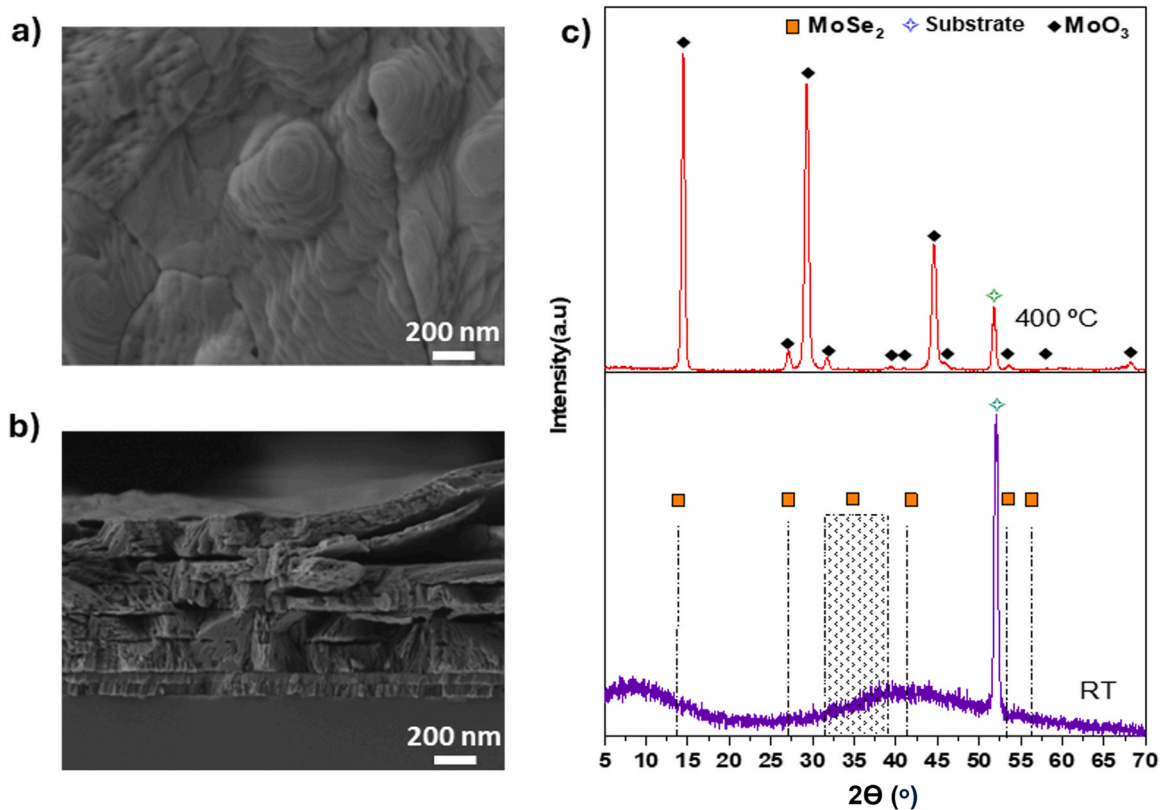 a)
200 nm
b)
200 nm
c)
MoSe₂ Substrate MoO₃
400 ºC
RT
Intensity(a.u)
5 10 15 20 25 30 35 40 45 50 55 60 65 70
2Θ (°)